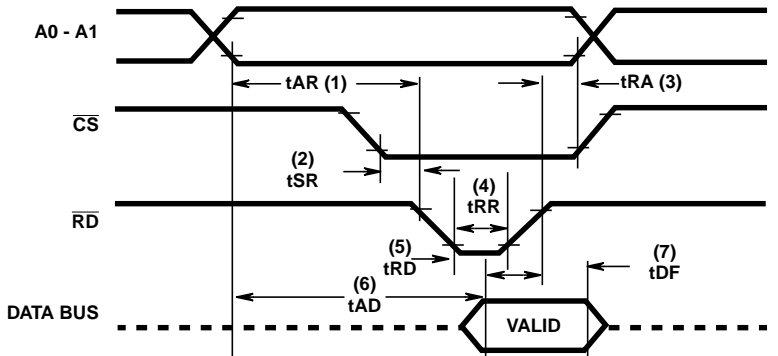 A0 - A1
tAR (1)
tRA (3)
CS
(2)
tSR
(4)
tRR
RD
(5)
tRD
(7)
tDF
(6)
tAD
DATA BUS
VALID